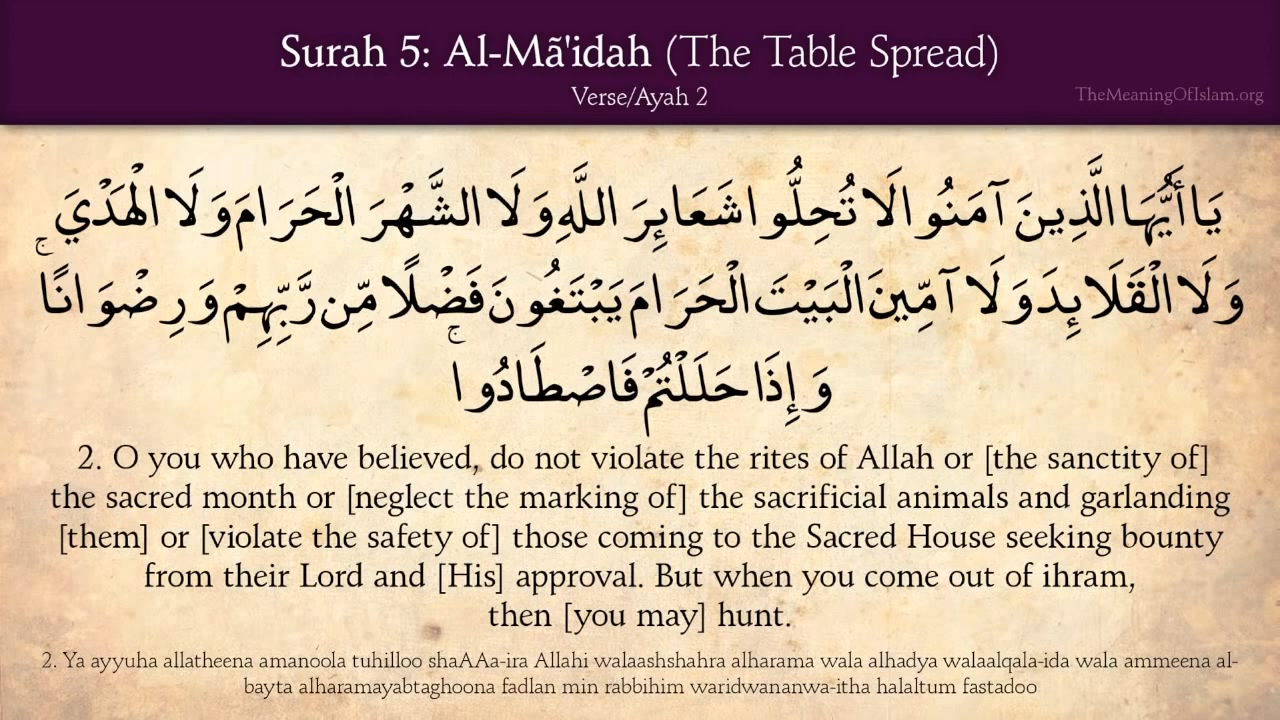 Surah 5: Al-Mã'idah (The Table Spread)
Verse/Ayah 2
TheMeaningOfIslam.org
يَا أَيُّهَا الَّذِينَ آمَنُوا لَا تُحِلُّوا شَعَائِرَ اللَّهِ وَلَا الشَّهْرَ الْحَرَامَ وَلَا الْهَدْيَ
وَلَا الْقَلَائِدَ وَلَا آمِّينَ الْبَيْتَ الْحَرَامَ يَبْتَغُونَ فَضْلًا مِّن رَّبِّهِمْ وَرِضْوَانًا ۚ
وَإِذَا حَلَلْتُمْ فَاصْطَادُوا ۚ
2. O you who have believed, do not violate the rites of Allah or [the sanctity of]
the sacred month or [neglect the marking of] the sacrificial animals and garlanding
[them] or [violate the safety of] those coming to the Sacred House seeking bounty
from their Lord and [His] approval. But when you come out of ihram,
then [you may] hunt.
2. Ya ayyuha allatheena amanoola tuhilloo shaAAa-ira Allahi walaashshahra alharama wala alhadya walaalqala-ida wala ammeena al-
bayta alharamayabtaghoona fadlan min rabbihim waridwananwa-itha halaltum fastadoo